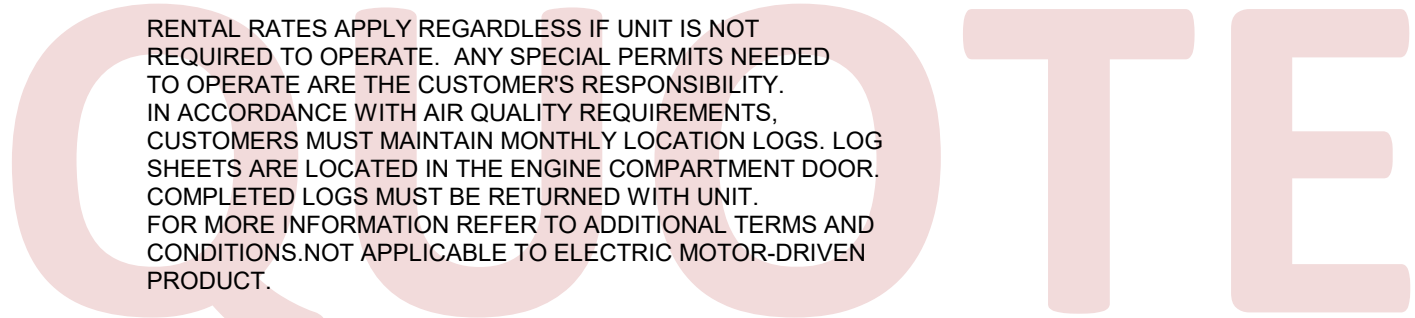 QUOTE
RENTAL RATES APPLY REGARDLESS IF UNIT IS NOT
REQUIRED TO OPERATE.  ANY SPECIAL PERMITS NEEDED
TO OPERATE ARE THE CUSTOMER'S RESPONSIBILITY.
IN ACCORDANCE WITH AIR QUALITY REQUIREMENTS,
CUSTOMERS MUST MAINTAIN MONTHLY LOCATION LOGS. LOG
SHEETS ARE LOCATED IN THE ENGINE COMPARTMENT DOOR.
COMPLETED LOGS MUST BE RETURNED WITH UNIT.
FOR MORE INFORMATION REFER TO ADDITIONAL TERMS AND
CONDITIONS.NOT APPLICABLE TO ELECTRIC MOTOR-DRIVEN
PRODUCT.